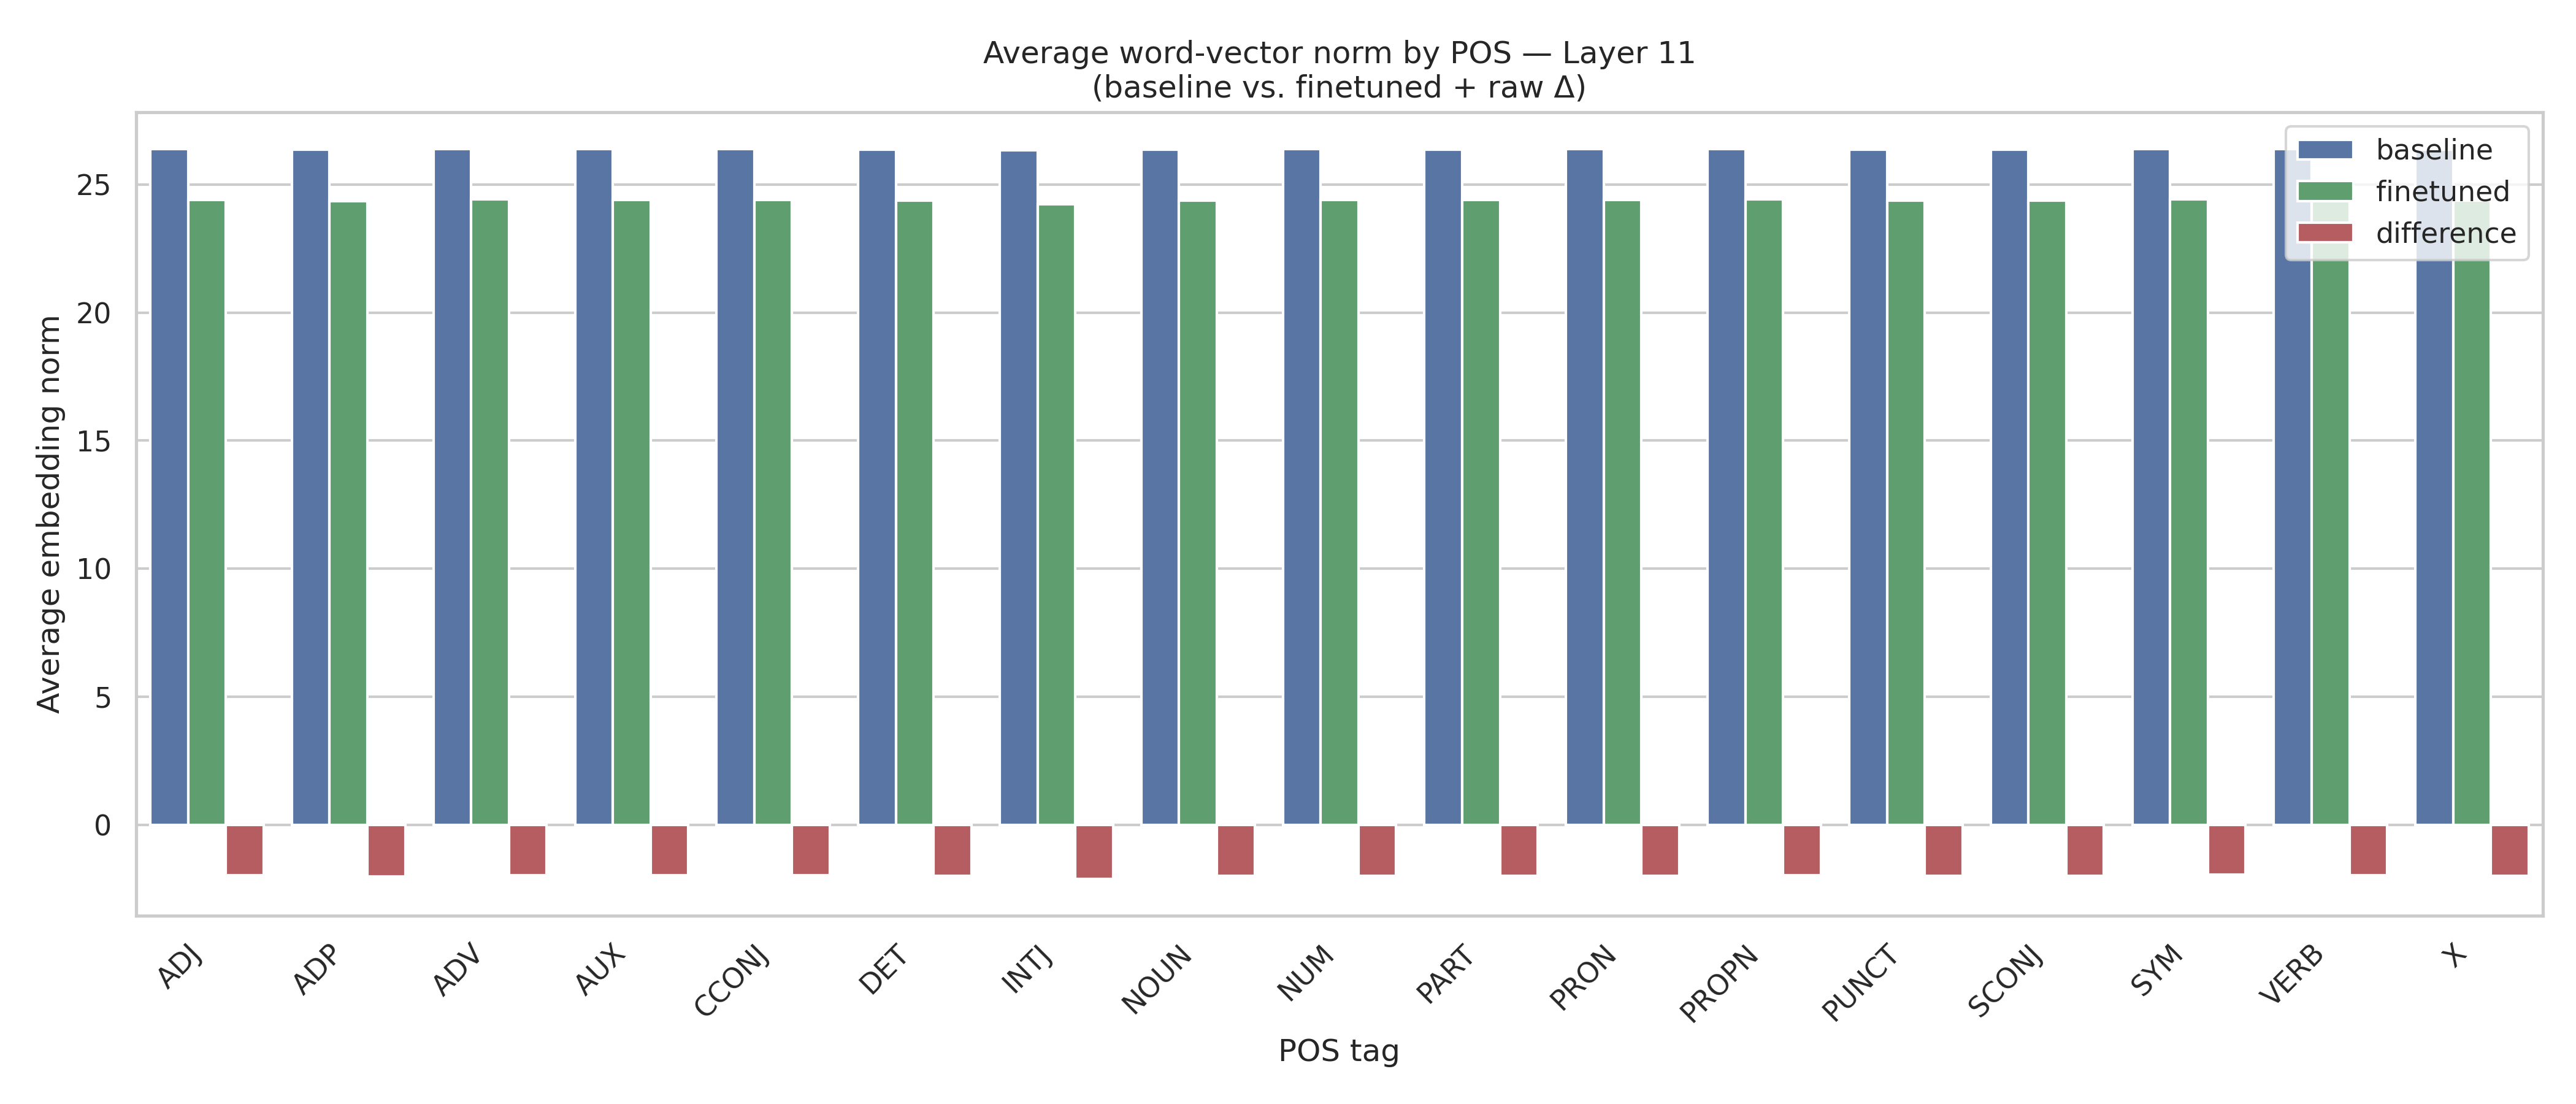 Average word-vector norm by POS — Layer 11
(baseline vs. finetuned + raw Δ)
baseline
finetuned
difference
Average embedding norm
25
20
15
10
5
0
ADJ
ADP
ADV
AUX
CCONJ
DET
INTJ
NOUN
NUM
PART
PRON
PROPN
PUNCT
SCONJ
SYM
VERB
X
POS tag